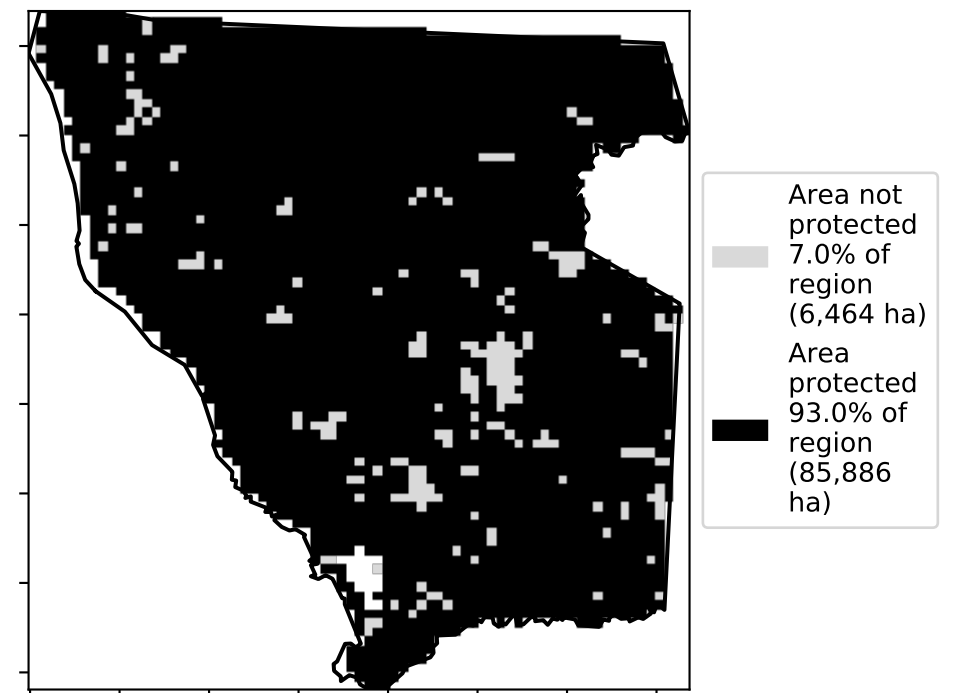 Area not
protected
7.0% of
region
(6,464 ha)
Area
protected
93.0% of
region
(85,886
ha)